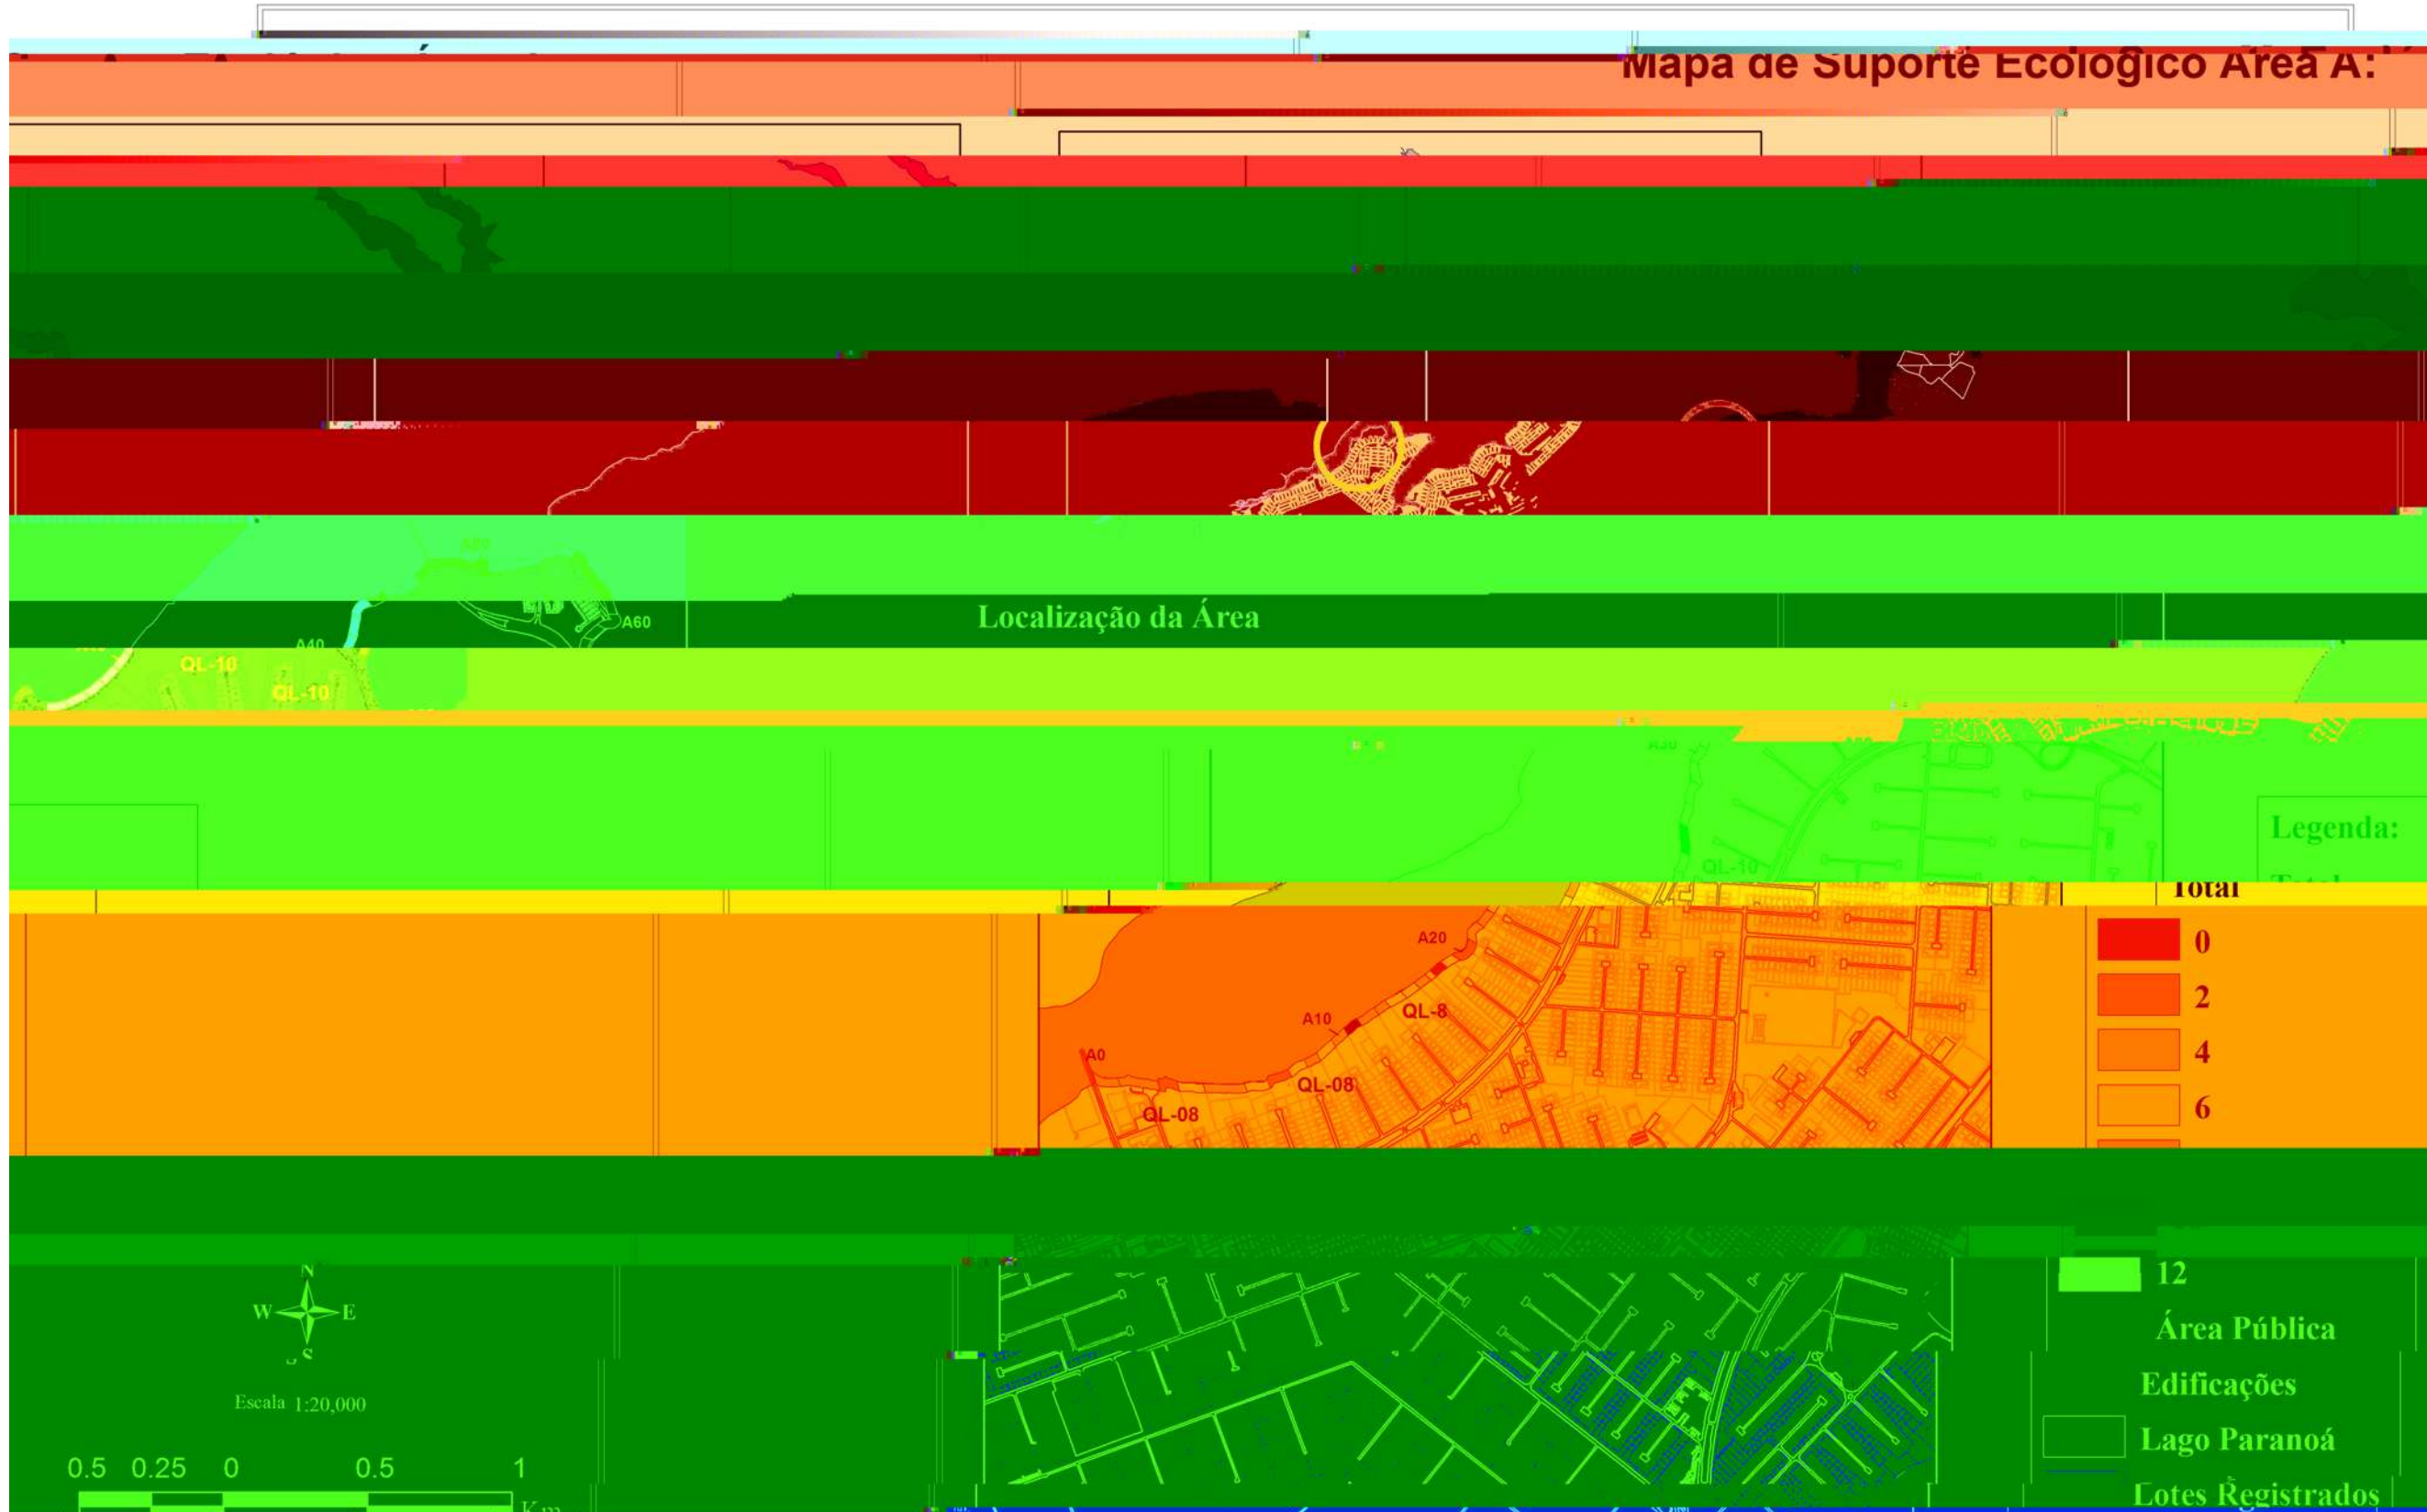 Mapa de Suporte Ecológico Área A:
A60
Localização da Área
A40
QL-10
QL-10
A30
Legenda:
QL-10
Total
A20
0
2
QL-8
A10
4
A0
QL-08
6
QL-08
N
12
W E
Área Pública
S
Edificações
Escala 1:20,000
Lago Paranoá
0.5 0.25 0 0.5 1
Lotes Registrados
Km